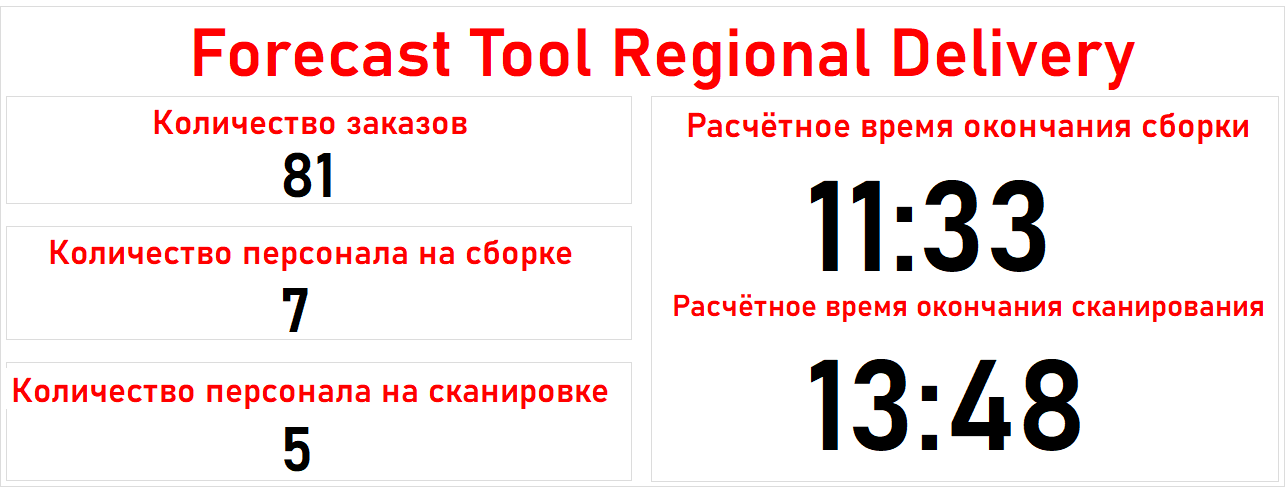 Forecast Tool Regional Delivery
Количество заказов
81
Количество персонала на сборке
7
Количество персонала на сканировке
5
Расчётное время окончания сборки
11:33
Расчётное время окончания сканирования
13:48